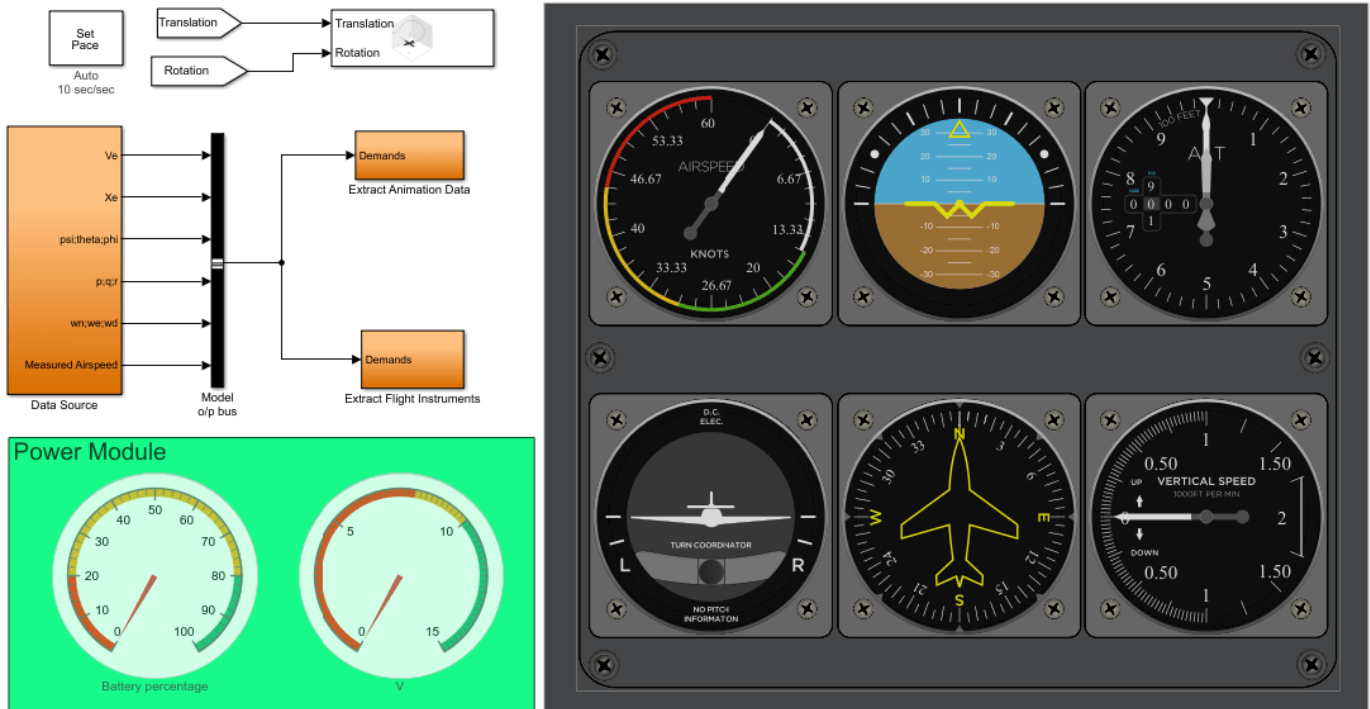 Set
Pace
Auto
10 sec/sec
Translation
Rotation
Translation
Rotation
Ve
Xe
psi;theta;phi
p;q;r
wn;we;wd
Measured Airspeed
Data Source
Model
o/p bus
Demands
Extract Animation Data
Demands
Extract Flight Instruments
Power Module
0
10
20
30
40
50
60
70
80
90
100
Battery percentage
0
5
10
15
V
60
53.33
46.67
40
33.33
26.67
20
13.33
6.67
AIRSPEED
KNOTS
30 30
20 20
10 10
-10 -10
-20 -20
-30 -30
100 FEET
9
1
8
2
7
3
6
4
5
9
0 0 0 0
1
D.C.
ELEC.
TURN COORDINATOR
L
R
NO PITCH
INFORMATON
N
3
6
E
12
15
S
21
24
W
30
33
1
0.50
1.50
UP
VERTICAL SPEED
1000FT PER MIN
2
DOWN
0.50
1.50
1